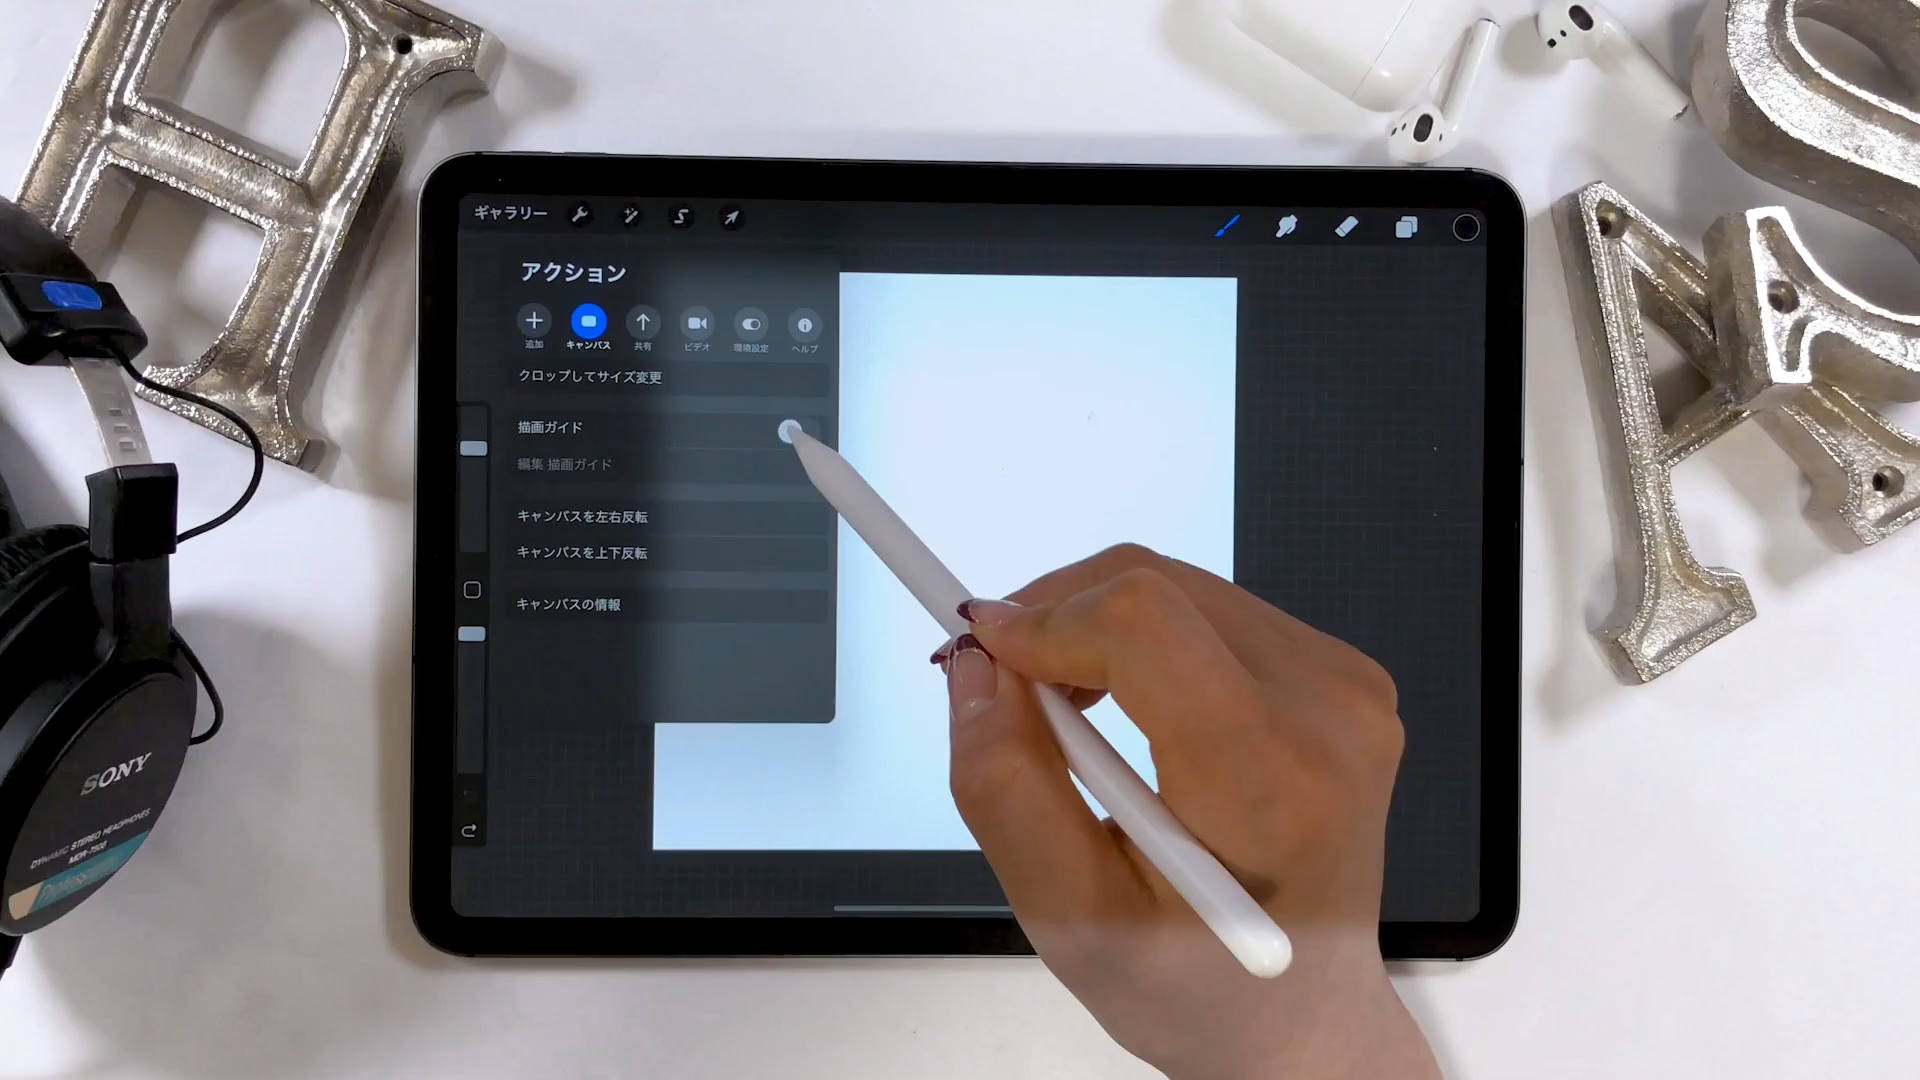 ギャラリー
アクション
追加
キャンバス
共有
ビデオ
環境設定
ヘルプ
クロップしてサイズ変更
描画ガイド
編集 描画ガイド
キャンバスを左右反転
キャンバスを上下反転
キャンバスの情報
SONY
DYNAMIC STEREO HEADPHONES
MDR-7506
Professional
H
S
A